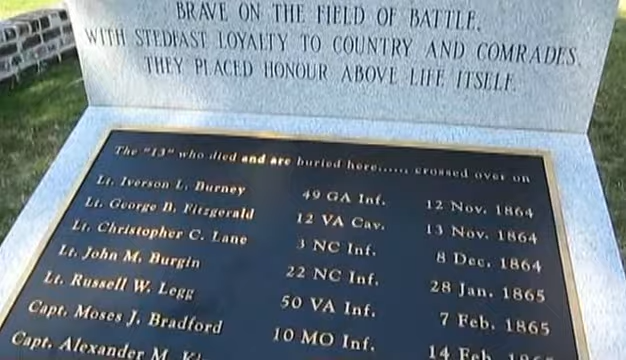 BRAVE ON THE FIELD OF BATTLE.
WITH STEDFAST LOYALTY TO COUNTRY AND COMRADES,
THEY PLACED HONOUR ABOVE LIFE ITSELF.
The "13" who died and are buried here......, crossed over on
Lt. Iverson L. Burney 49 GA Inf. 12 Nov. 1864
Lt. George B. Fitzgerald 12 VA Cav. 13 Nov. 1864
Lt. Christopher C. Lane 3 NC Inf. 8 Dec. 1864
Lt. John M. Burgin 22 NC Inf. 28 Jan. 1865
Lt. Russell W. Legg 50 VA Inf. 7 Feb. 1865
Capt. Moses J. Bradford 10 MO Inf. 14 Feb.
Capt. Alexander M.